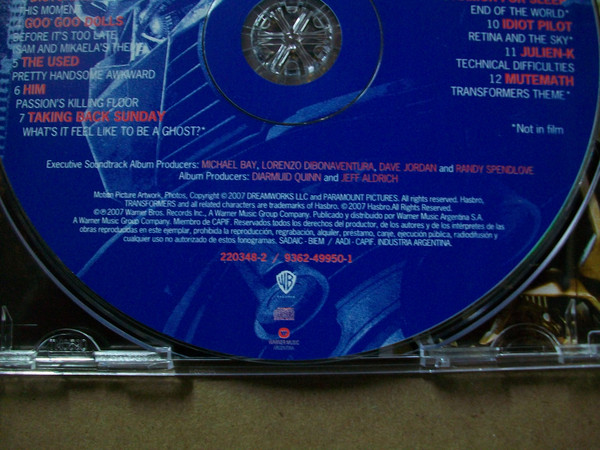 THIS MOMENT
GOO GOO DOLLS
BEFORE IT'S TOO LATE
(SAM AND MIKAELA'S THEME)
5 THE USED
PRETTY HANDSOME AWKWARD
6 HIM
PASSION'S KILLING FLOOR
7 TAKING BACK SUNDAY
WHAT'S IT FEEL LIKE TO BE A GHOST?*
END OF THE WORLD*
10 IDIOT PILOT
RETINA AND THE SKY*
11 JULIEN-K
TECHNICAL DIFFICULTIES
12 MUTEMATH
TRANSFORMERS THEME*
*Not in film
Executive Soundtrack Album Producers: MICHAEL BAY, LORENZO DIBONAVENTURA, DAVE JORDAN and RANDY SPENDLOVE
Album Producers: DIARMUID QUINN and JEFF ALDRICH
Motion Picture Artwork, Photos, Copyright © 2007 DREAMWORKS LLC and PARAMOUNT PICTURES. All rights reserved. Hasbro,
TRANSFORMERS and all related characters are trademarks of Hasbro. © 2007 Hasbro. All Rights Reserved.
© ℗ 2007 Warner Bros. Records Inc., A Warner Music Group Company. Publicado y distribuido por Warner Music Argentina S.A.
A Warner Music Group Company. Miembro de CAPIF. Reservados todos los derechos del productor, de los autores y de los intérpretes de las
obras reproducidas en este ejemplar, prohibida la reproducción, regrabación, alquiler, préstamo, canje, ejecución pública, radiodifusión y
cualquier uso no autorizado de estos fonogramas. SADAIC - BIEM / AADI - CAPIF. INDUSTRIA ARGENTINA.
220348-2 / 9362-49950-1
WB
RECORDS
WARNER MUSIC
ARGENTINA